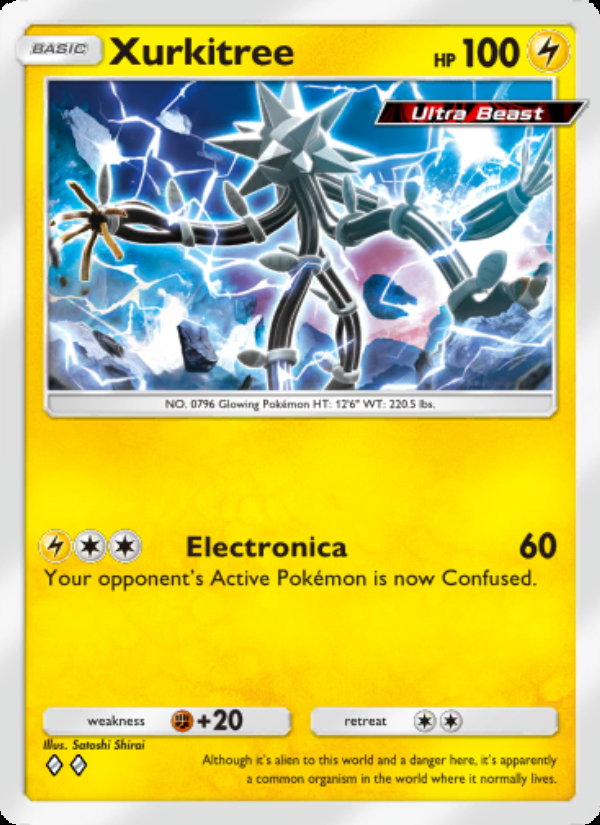 BASIC Xurkitree HP 100
Ultra Beast
NO. 0796 Glowing Pokémon HT: 12'6" WT: 220.5 lbs.
Electronica 60
Your opponent's Active Pokémon is now Confused.
weakness +20 retreat
Illus. Satoshi Shirai
Although it's alien to this world and a danger here, it's apparently
a common organism in the world where it normally lives.